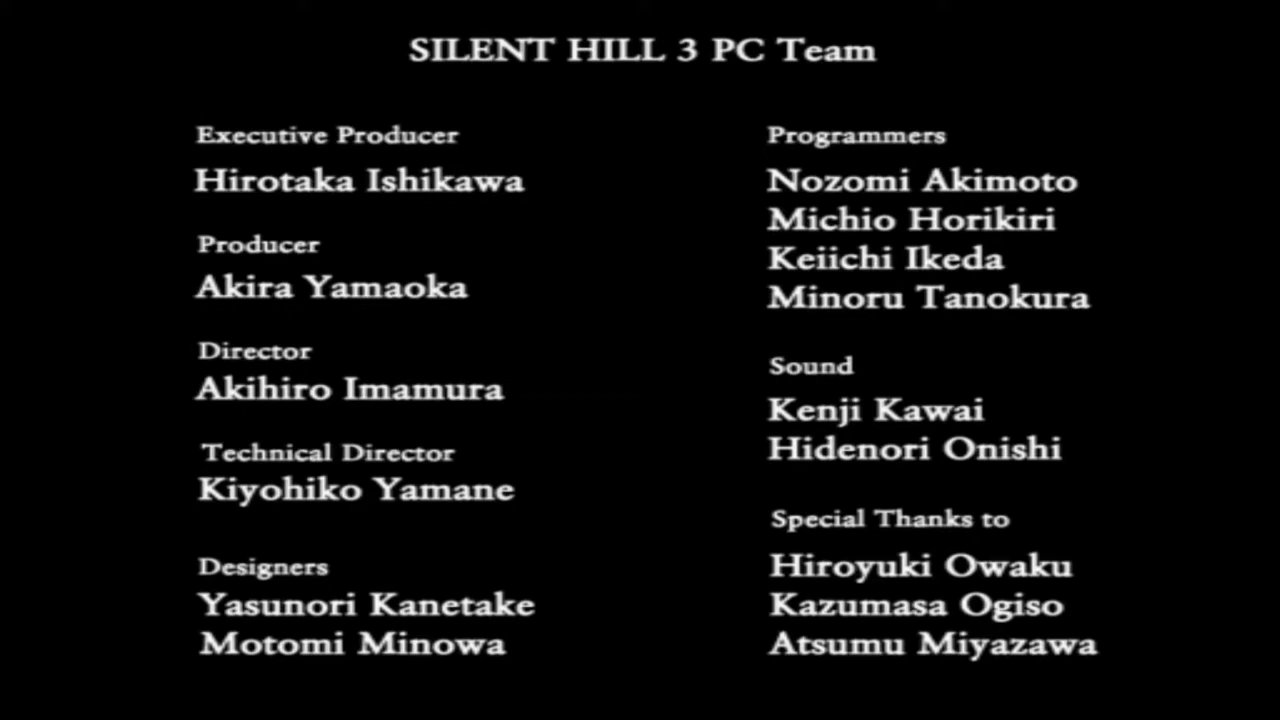 SILENT HILL 3 PC Team
Executive Producer
Hirotaka Ishikawa
Producer
Akira Yamaoka
Director
Akihiro Imamura
Technical Director
Kiyohiko Yamane
Designers
Yasunori Kanetake
Motomi Minowa
Programmers
Nozomi Akimoto
Michio Horikiri
Keiichi Ikeda
Minoru Tanokura
Sound
Kenji Kawai
Hidenori Onishi
Special Thanks to
Hiroyuki Owaku
Kazumasa Ogiso
Atsumu Miyazawa